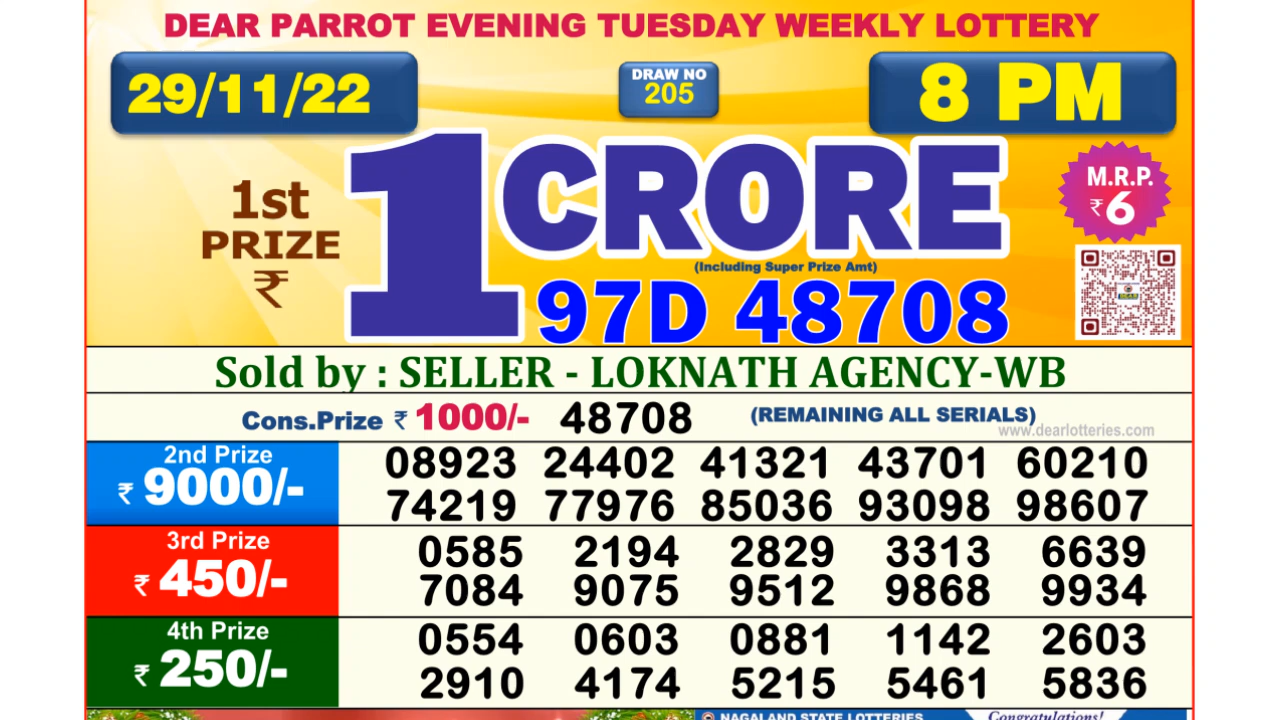 DEAR PARROT EVENING TUESDAY WEEKLY LOTTERY
29/11/22
DRAW NO
205
8 PM
1st
PRIZE
₹
1 CRORE
(Including Super Prize Amt)
97D 48708
M.R.P.
₹ 6
Sold by : SELLER - LOKNATH AGENCY-WB
Cons.Prize ₹ 1000/- 48708 (REMAINING ALL SERIALS)
www.dearlotteries.com
2nd Prize
₹ 9000/-
08923 24402 41321 43701 60210
74219 77976 85036 93098 98607
3rd Prize
₹ 450/-
0585 2194 2829 3313 6639
7084 9075 9512 9868 9934
4th Prize
₹ 250/-
0554 0603 0881 1142 2603
2910 4174 5215 5461 5836
NAGALAND STATE LOTTERIES
Congratulations!